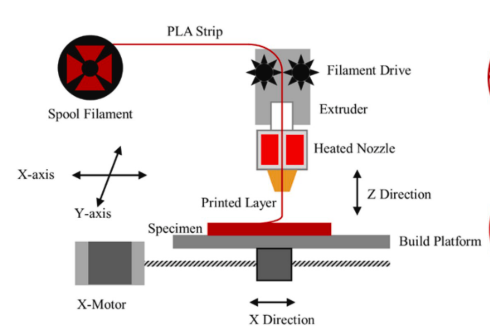 PLA Strip
Spool Filament
Filament Drive
Extruder
Heated Nozzle
X-axis
Y-axis
Z Direction
Printed Layer
Specimen
Build Platform
X-Motor
X Direction